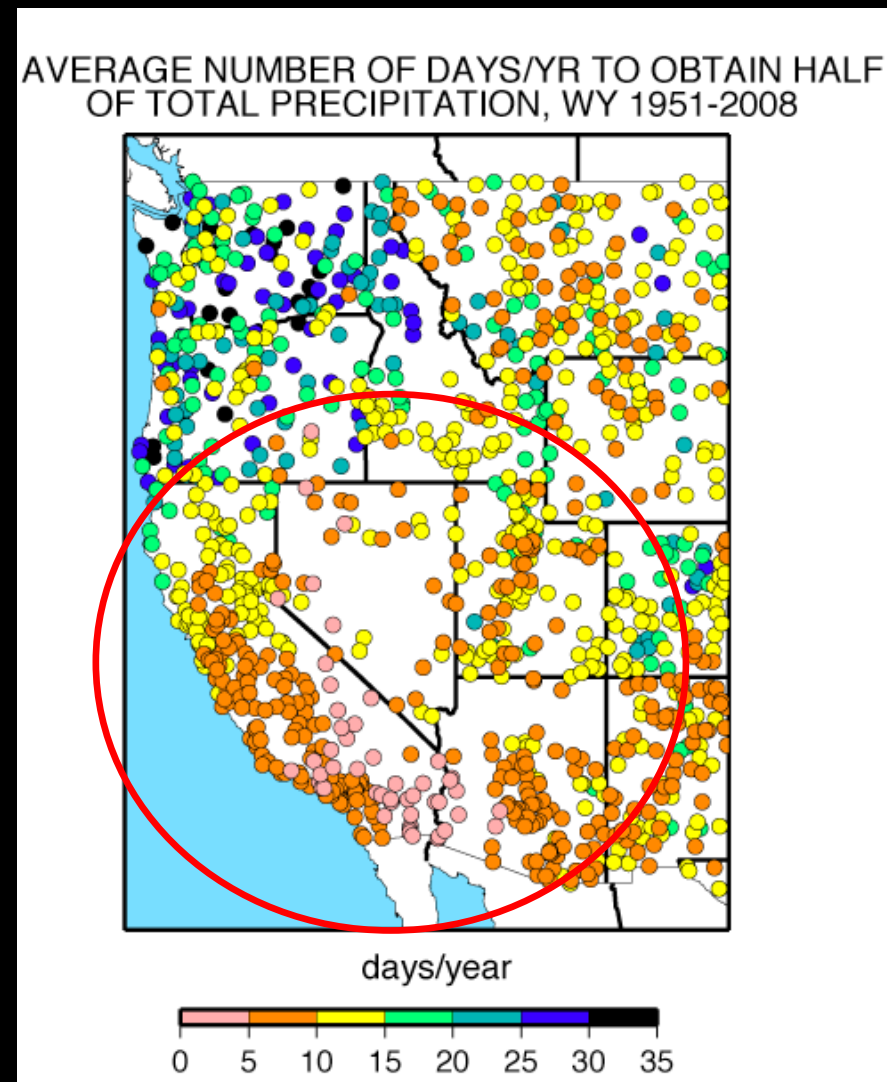 AVERAGE NUMBER OF DAYS/YR TO OBTAIN HALF
OF TOTAL PRECIPITATION, WY 1951-2008
days/year
0 5 10 15 20 25 30 35